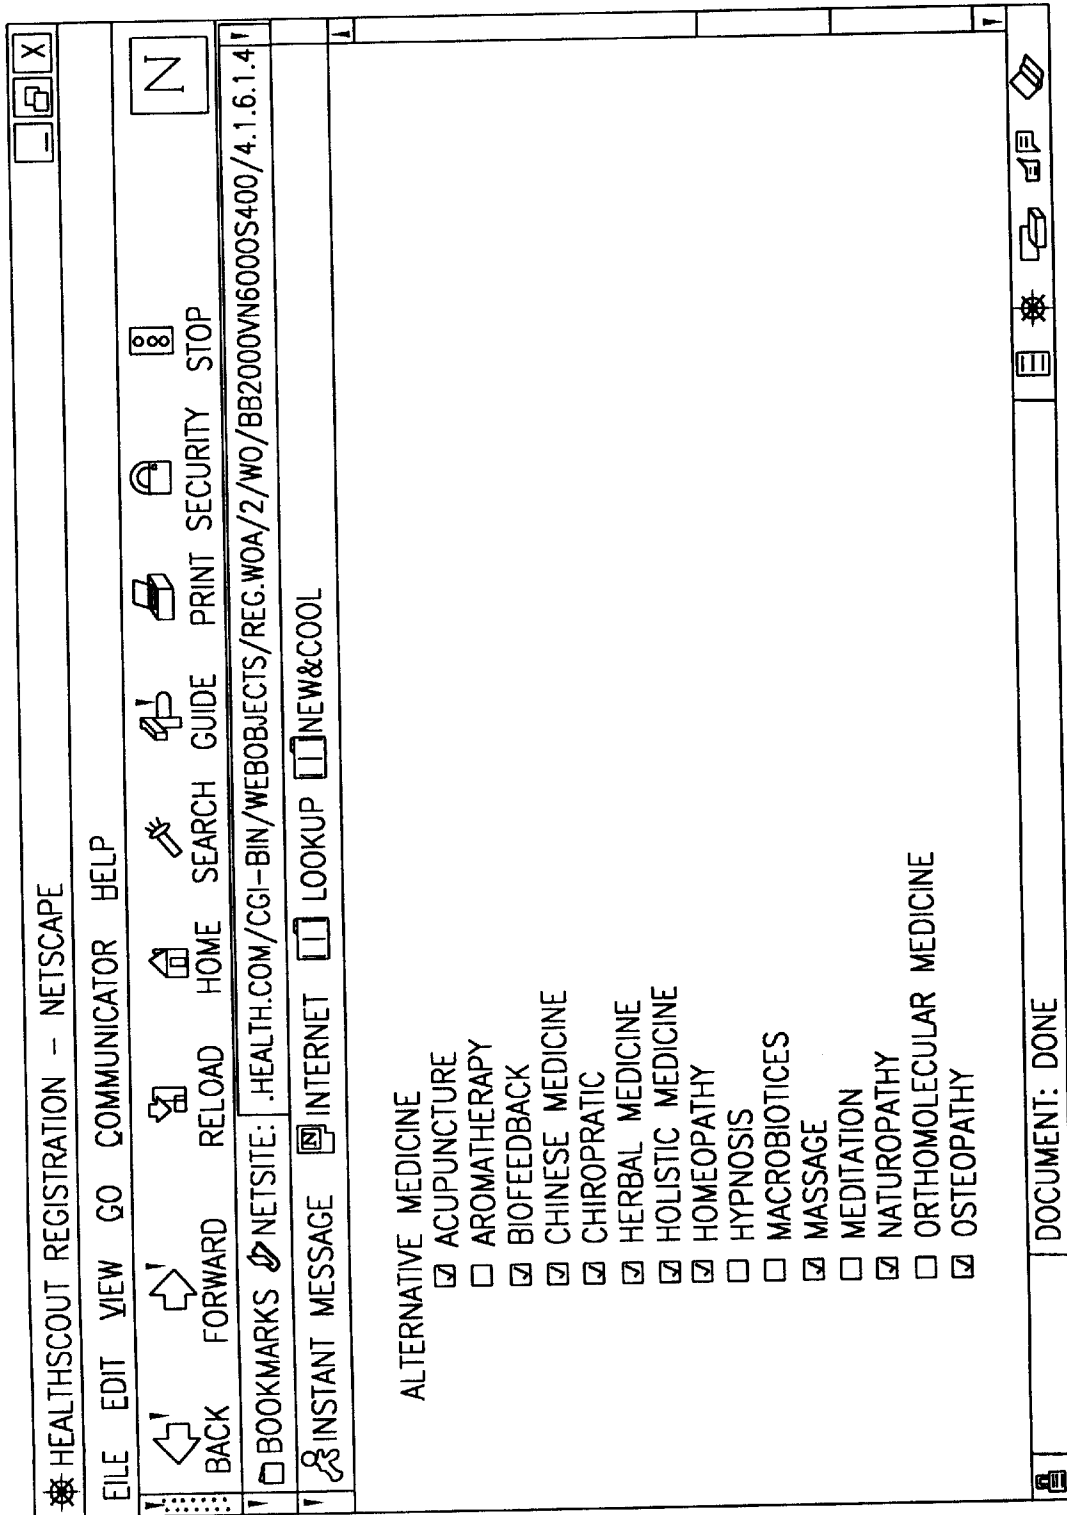 HEALTHSCOUT REGISTRATION – NETSCAPE
_ X
EILE EDIT VIEW GO COMMUNICATOR HELP
BACK FORWARD RELOAD HOME SEARCH GUIDE PRINT SECURITY STOP
N
BOOKMARKS NETSITE: .HEALTH.COM/CGI-BIN/WEBOBJECTS/REG.WOA/2/WO/BB2000VN6000S400/4.1.6.1.4
INSTANT MESSAGE N INTERNET LOOKUP NEW&COOL
ALTERNATIVE MEDICINE
ACUPUNCTURE
AROMATHERAPY
BIOFEEDBACK
CHINESE MEDICINE
CHIROPRATIC
HERBAL MEDICINE
HOLISTIC MEDICINE
HOMEOPATHY
HYPNOSIS
MACROBIOTICES
MASSAGE
MEDITATION
NATUROPATHY
ORTHOMOLECULAR MEDICINE
OSTEOPATHY
DOCUMENT: DONE